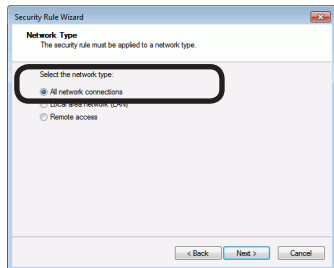 Security Rule Wizard
Network Type
The security rule must be applied to a network type.
Select the network type:
All network connections
Local area network (LAN)
Remote access
< Back
Next >
Cancel